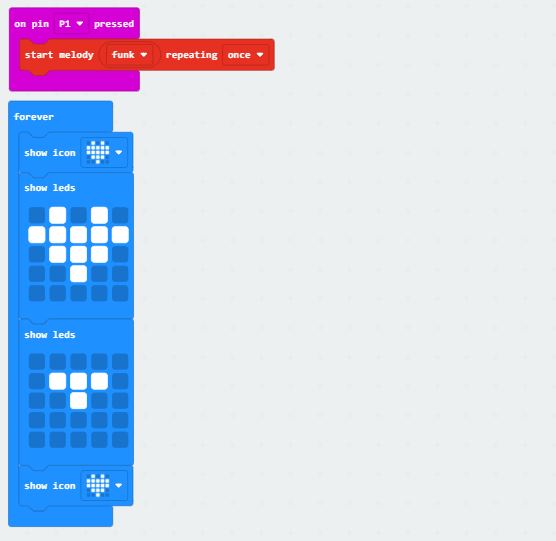 on pin P1 pressed
start melody funk repeating once
forever
show icon
show leds
show leds
show icon